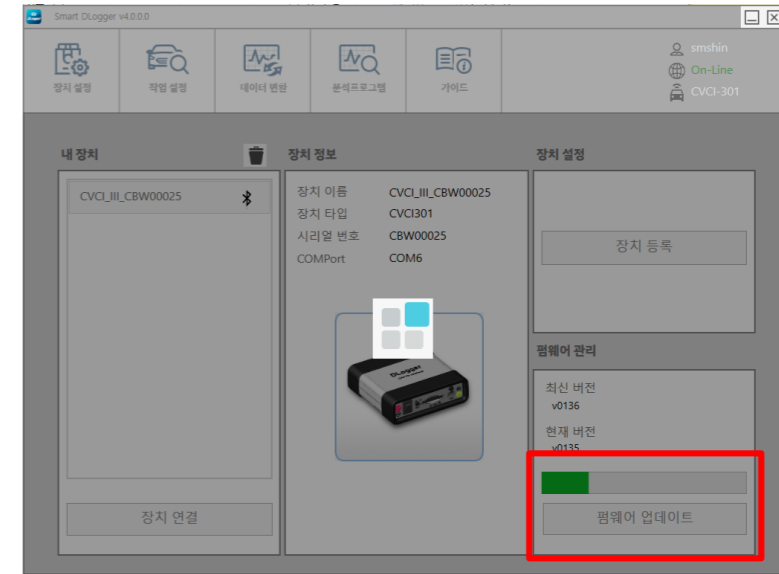 Smart DLogger v4.0.0.0
장치 설정
작업 설정
데이터 변환
분석프로그램
가이드
smshin
On-Line
CVCI-301
내 장치
CVCI_III_CBW00025
장치 연결
장치 정보
장치 이름 CVCI_III_CBW00025
장치 타입 CVCI301
시리얼 번호 CBW00025
COMPort COM6
DLogger
장치 설정
장치 등록
펌웨어 관리
최신 버전
v0136
현재 버전
v0135
펌웨어 업데이트